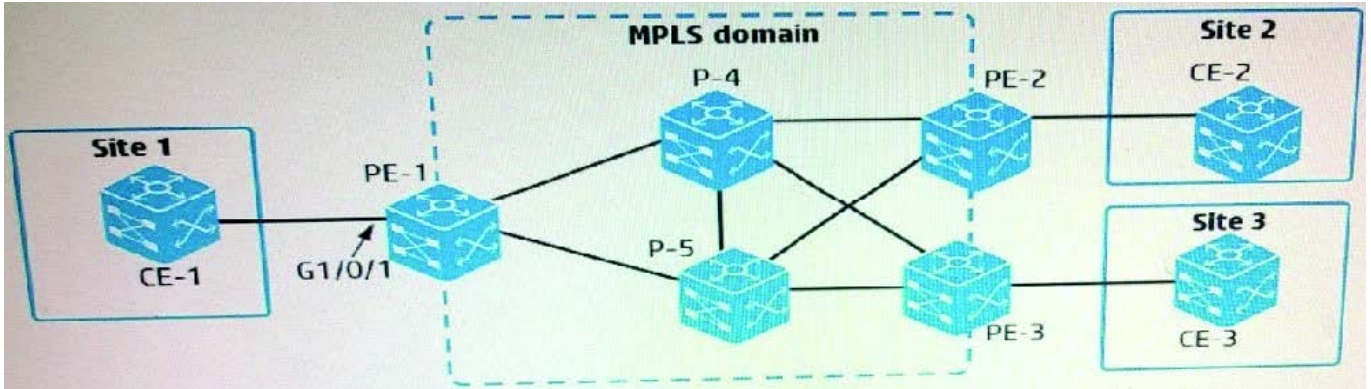 MPLS domain
Site 2
P-4
PE-2
CE-2
Site 1
PE-1
Site 3
P-5
G1/0/1
CE-1
PE-3
CE-3